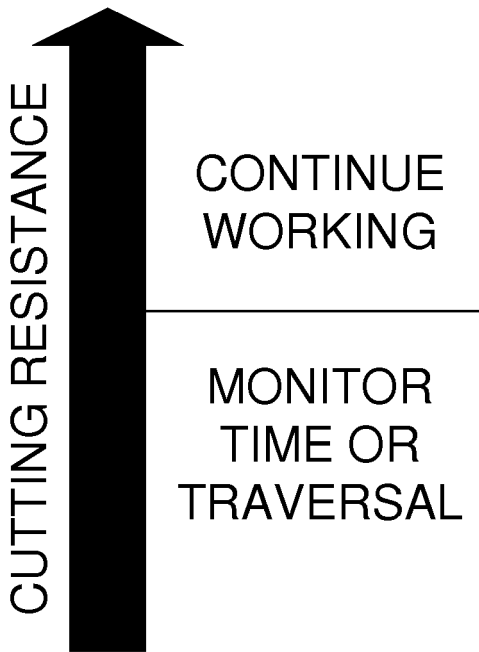 CUTTING RESISTANCE
CONTINUE
WORKING
MONITOR
TIME OR
TRAVERSAL